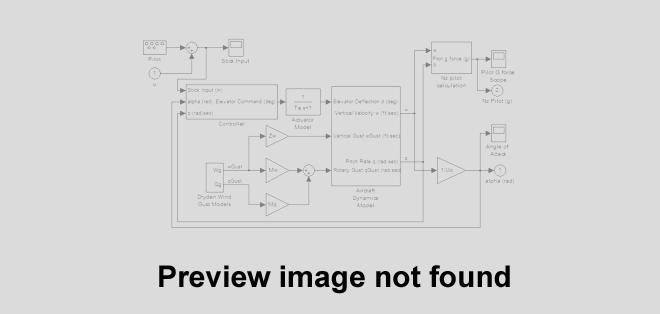 Pilot
u
Stick Input
Stick Input (in)
alpha (rad) Elevator Command (deg)
q (rad/sec)
Controller
1
Ta.s+1
Actuator
Model
Elevator Deflection d (deg)
Vertical Velocity w (ft/sec)
Vertical Gust wGust (ft/sec)
Pitch Rate q (rad/sec)
Rotary Gust qGust (rad/sec)
Aircraft
Dynamics
Model
Zw
Mw
Mq
Wg
Qg
wGust
qGust
Dryden Wind
Gust Models
w
q
Pilot g force (g)
Nz pilot
calculation
Pilot G force
Scope
2
Nz Pilot (g)
Angle of
Attack
1/Uo
1
alpha (rad)
Preview image not found